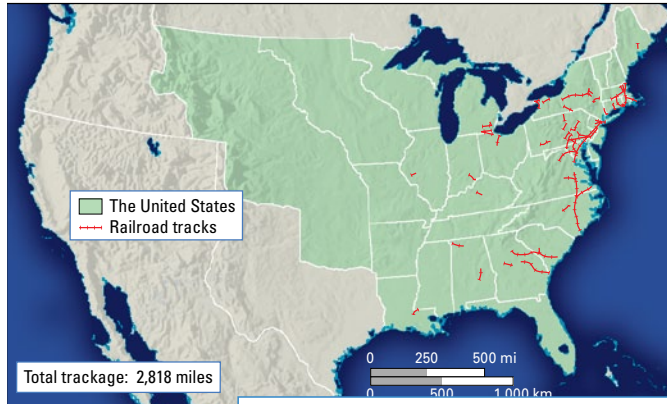 The United States
Railroad tracks
Total trackage: 2,818 miles
0 250 500 mi
0 500 1,000 km